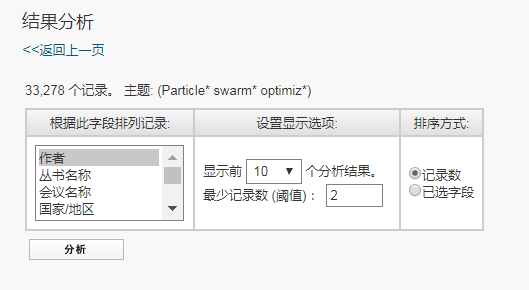 结果分析
<<返回上一页
33,278 个记录。 主题: (Particle* swarm* optimiz*)
根据此字段排列记录: 设置显示选项: 排序方式:
作者
丛书名称
会议名称
国家/地区
显示前 10 个分析结果。
最少记录数 (阈值) : 2
记录数
已选字段
分析